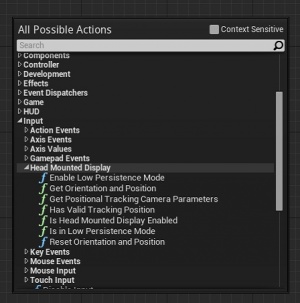 All Possible Actions
Context Sensitive
Search
Components
Controller
Development
Effects
Event Dispatchers
Game
HUD
Input
Action Events
Axis Events
Axis Values
Gamepad Events
Head Mounted Display
Enable Low Persistence Mode
Get Orientation and Position
Get Positional Tracking Camera Parameters
Has Valid Tracking Position
Is Head Mounted Display Enabled
Is in Low Persistence Mode
Reset Orientation and Position
Key Events
Mouse Events
Mouse Input
Touch Input
Disable Input